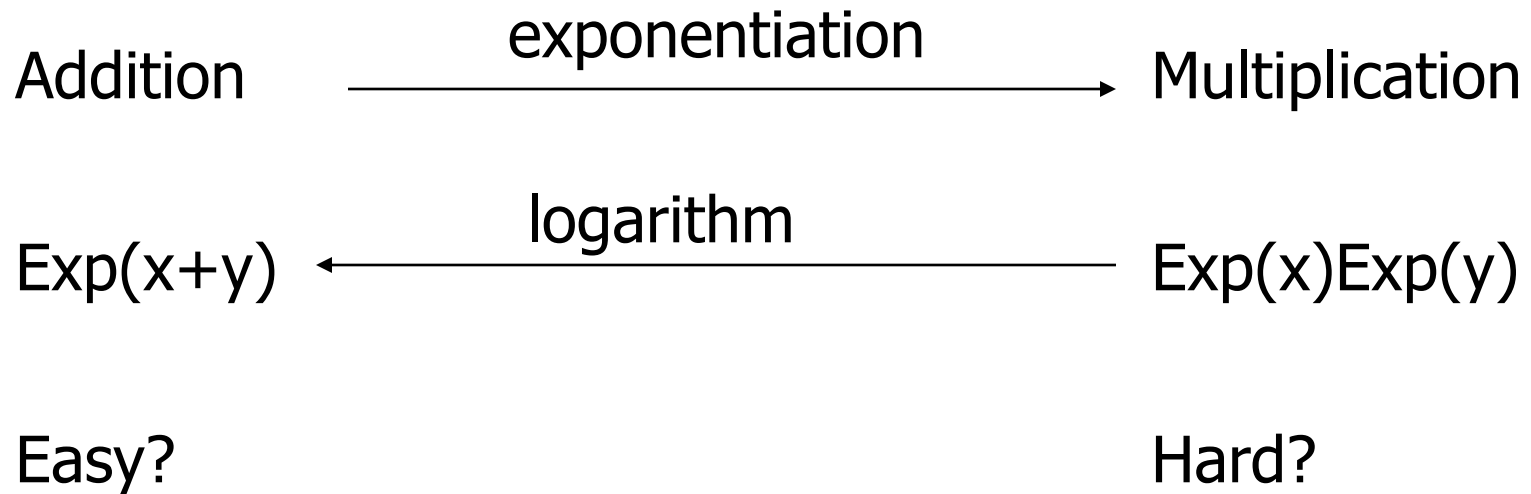 exponentiation
Addition Multiplication
logarithm
Exp(x+y) Exp(x)Exp(y)
Easy? Hard?